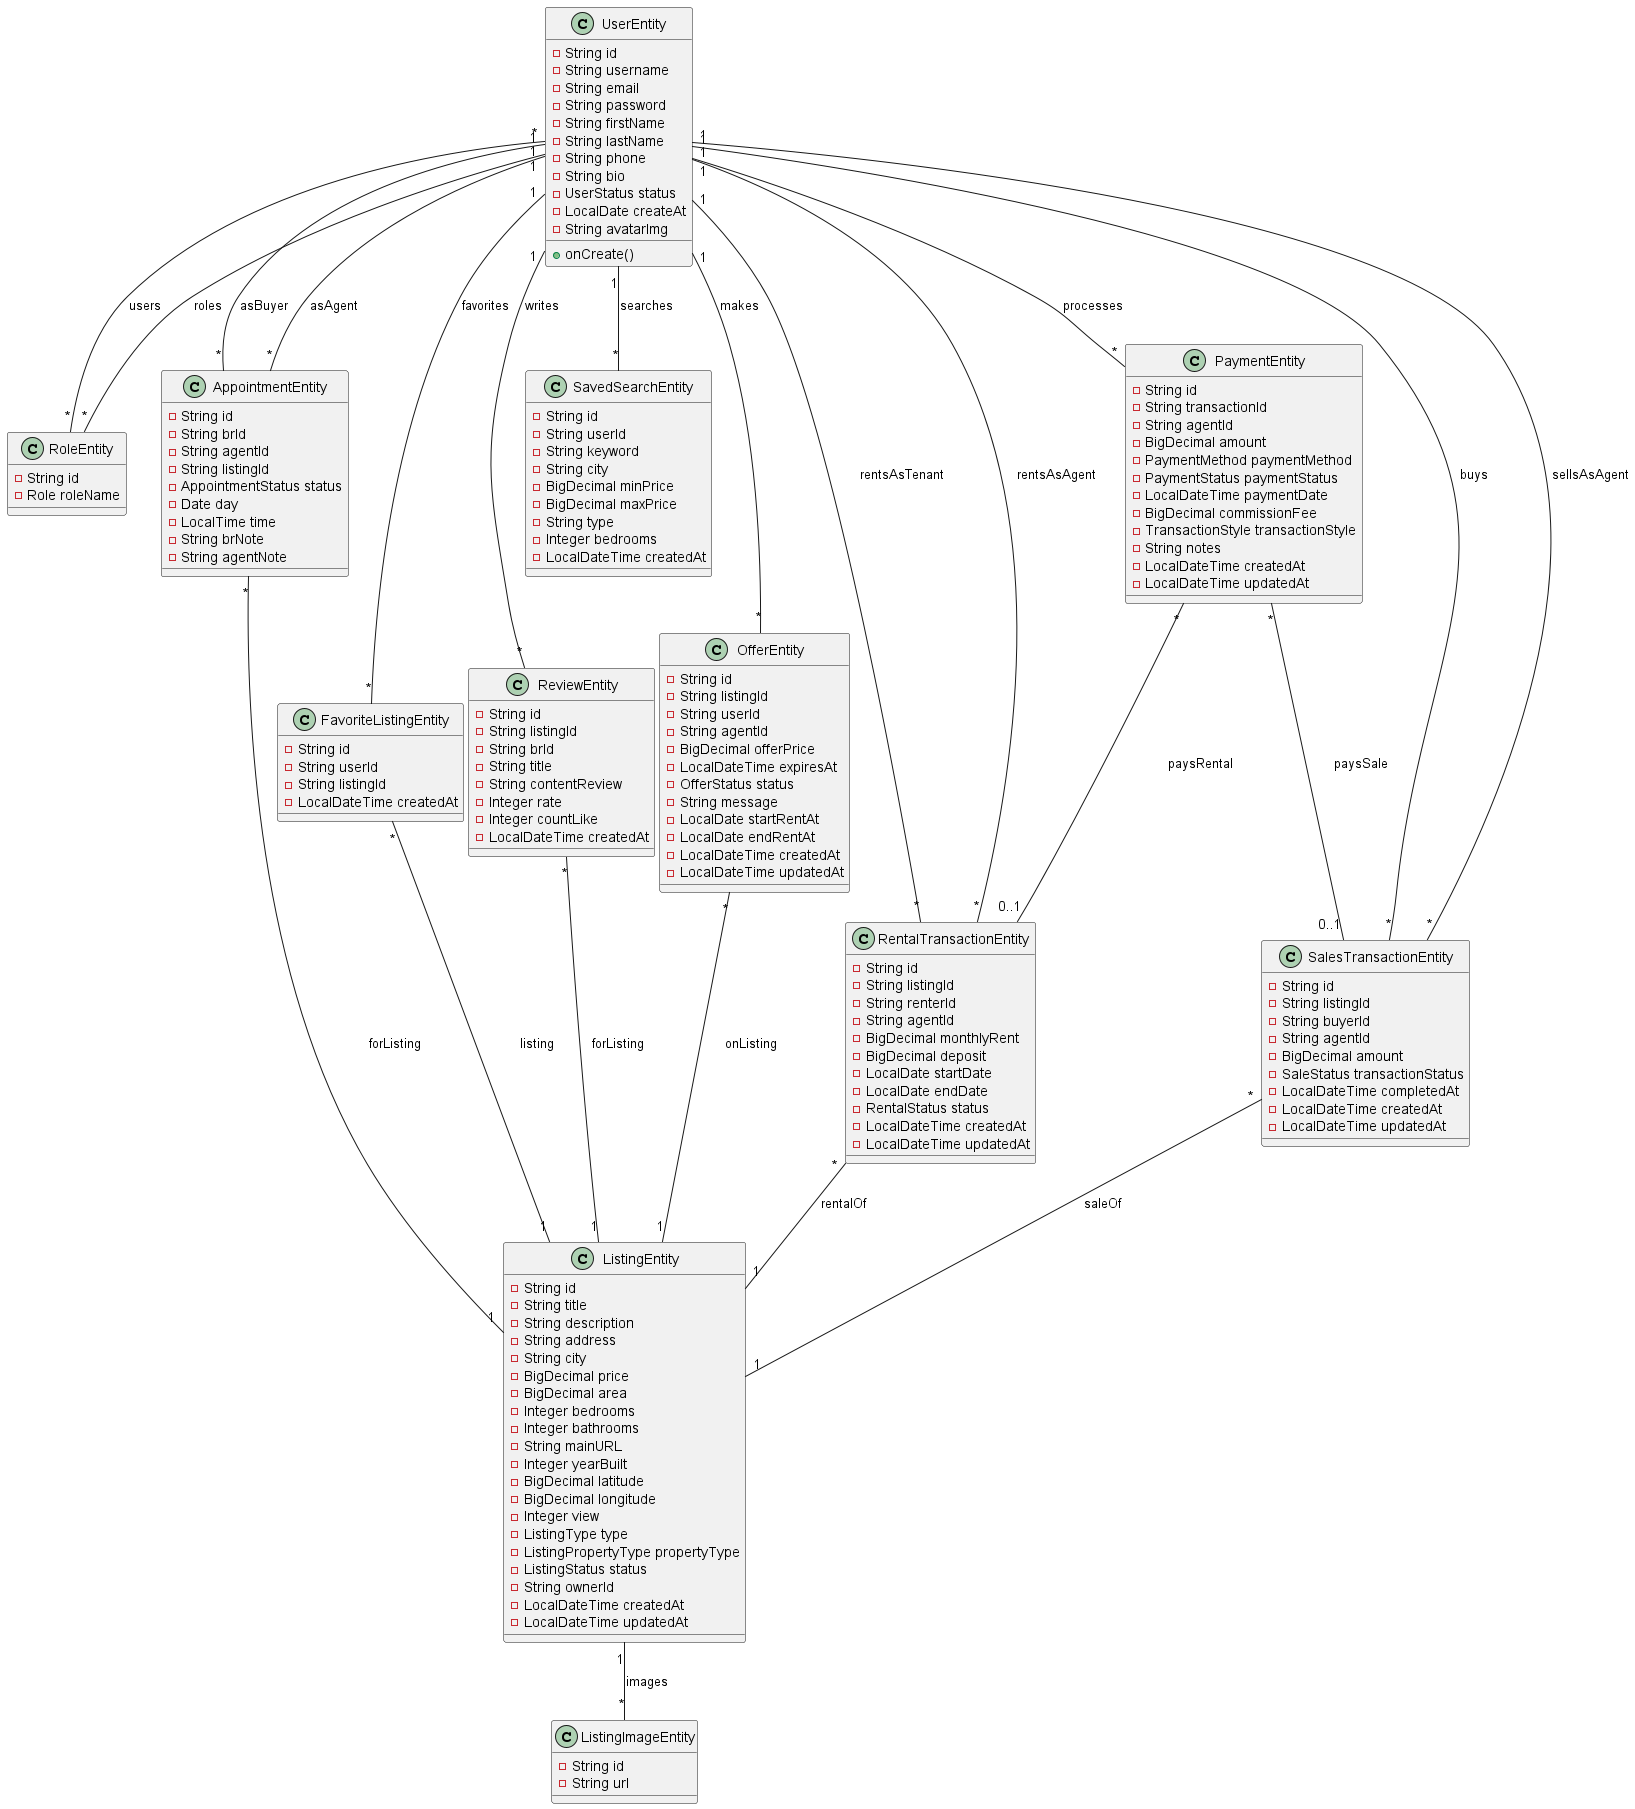 C UserEntity
String id
String username
String email
String password
String firstName
String lastName
String phone
String bio
UserStatus status
LocalDate createAt
String avatarImg
onCreate()
*
1
1
1
1
1
1
1
1
1
1
1
1
1
users
roles
asBuyer
asAgent
favorites
writes
searches
makes
processes
*
*
*
*
*
*
C RoleEntity
String id
Role roleName
C AppointmentEntity
String id
String brId
String agentId
String listingId
AppointmentStatus status
Date day
LocalTime time
String brNote
String agentNote
C SavedSearchEntity
String id
String userId
String keyword
String city
BigDecimal minPrice
BigDecimal maxPrice
String type
Integer bedrooms
LocalDateTime createdAt
C PaymentEntity
String id
String transactionId
String agentId
BigDecimal amount
PaymentMethod paymentMethod
PaymentStatus paymentStatus
LocalDateTime paymentDate
BigDecimal commissionFee
TransactionStyle transactionStyle
String notes
LocalDateTime createdAt
LocalDateTime updatedAt
rentsAsTenant
rentsAsAgent
buys
sellsAsAgent
*
*
*
*
*
*
C FavoriteListingEntity
String id
String userId
String listingId
LocalDateTime createdAt
C ReviewEntity
String id
String listingId
String brId
String title
String contentReview
Integer rate
Integer countLike
LocalDateTime createdAt
C OfferEntity
String id
String listingId
String userId
String agentId
BigDecimal offerPrice
LocalDateTime expiresAt
OfferStatus status
String message
LocalDate startRentAt
LocalDate endRentAt
LocalDateTime createdAt
LocalDateTime updatedAt
paysRental
paysSale
*
*
*
*
*
0..1
0..1
*
*
C RentalTransactionEntity
String id
String listingId
String renterId
String agentId
BigDecimal monthlyRent
BigDecimal deposit
LocalDate startDate
LocalDate endDate
RentalStatus status
LocalDateTime createdAt
LocalDateTime updatedAt
C SalesTransactionEntity
String id
String listingId
String buyerId
String agentId
BigDecimal amount
SaleStatus transactionStatus
LocalDateTime completedAt
LocalDateTime createdAt
LocalDateTime updatedAt
forListing
listing
forListing
onListing
*
*
rentalOf
saleOf
1
1
1
1
1
1
C ListingEntity
String id
String title
String description
String address
String city
BigDecimal price
BigDecimal area
Integer bedrooms
Integer bathrooms
String mainURL
Integer yearBuilt
BigDecimal latitude
BigDecimal longitude
Integer view
ListingType type
ListingPropertyType propertyType
ListingStatus status
String ownerId
LocalDateTime createdAt
LocalDateTime updatedAt
1
images
*
C ListingImageEntity
String id
String url